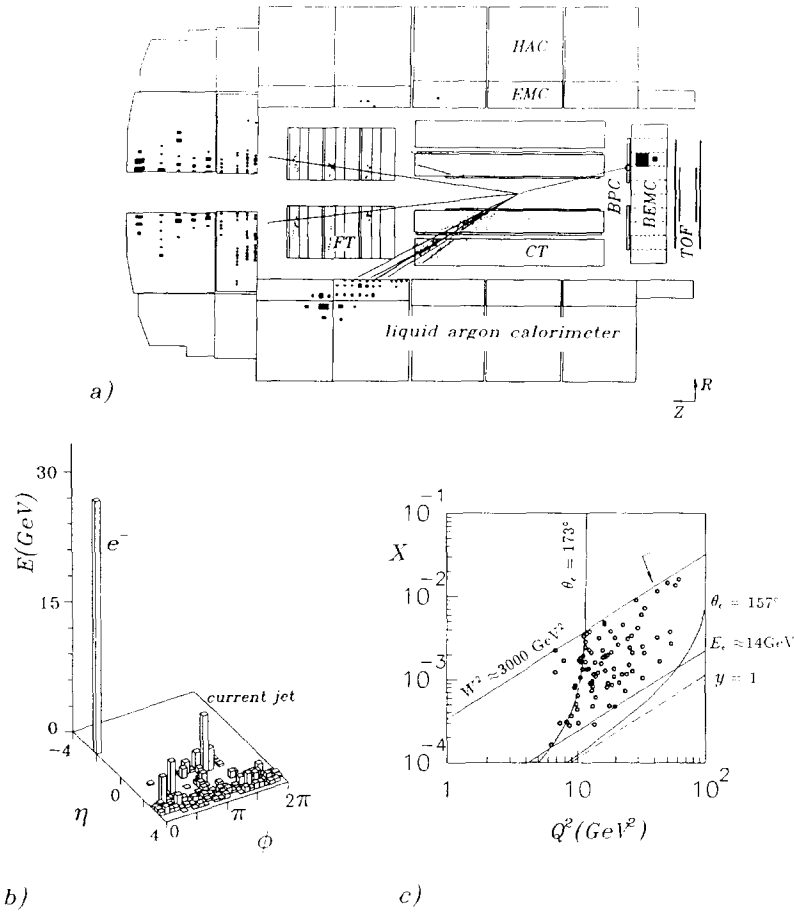 HAC
EMC
BPC
BEMC
TOF
FT
CT
liquid argon calorimeter
R
Z
a)
E(GeV)
30
15
0
e⁻
current jet
-4
0
4
η
0
π
2π
ϕ
b)
X
10⁻¹
10⁻²
10⁻³
10⁻⁴
θₑ = 173°
W² ≈3000 GeV²
θₑ = 157°
Eₑ ≈14GeV
y = 1
1
10
10²
Q²(GeV²)
c)